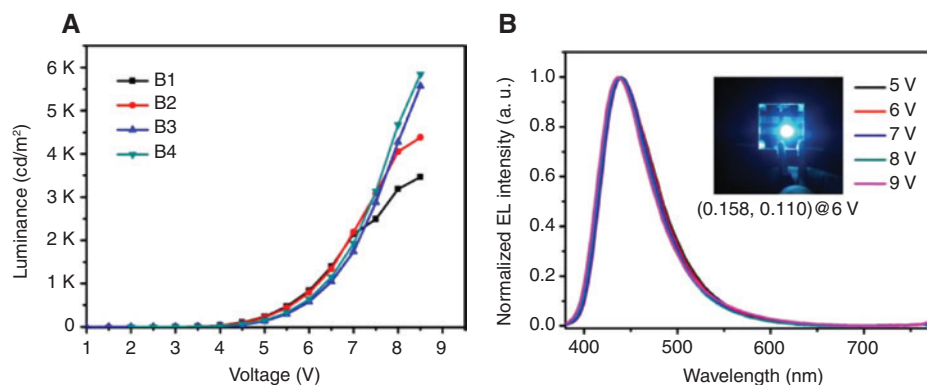 A
Luminance (cd/m²)
6 K
5 K
4 K
3 K
2 K
1 K
0
B1
B2
B3
B4
1 2 3 4 5 6 7 8 9
Voltage (V)
B
Normalized EL intensity (a. u.)
1.0
0.8
0.6
0.4
0.2
0.0
5 V
6 V
7 V
8 V
9 V
(0.158, 0.110)@6 V
400 500 600 700
Wavelength (nm)